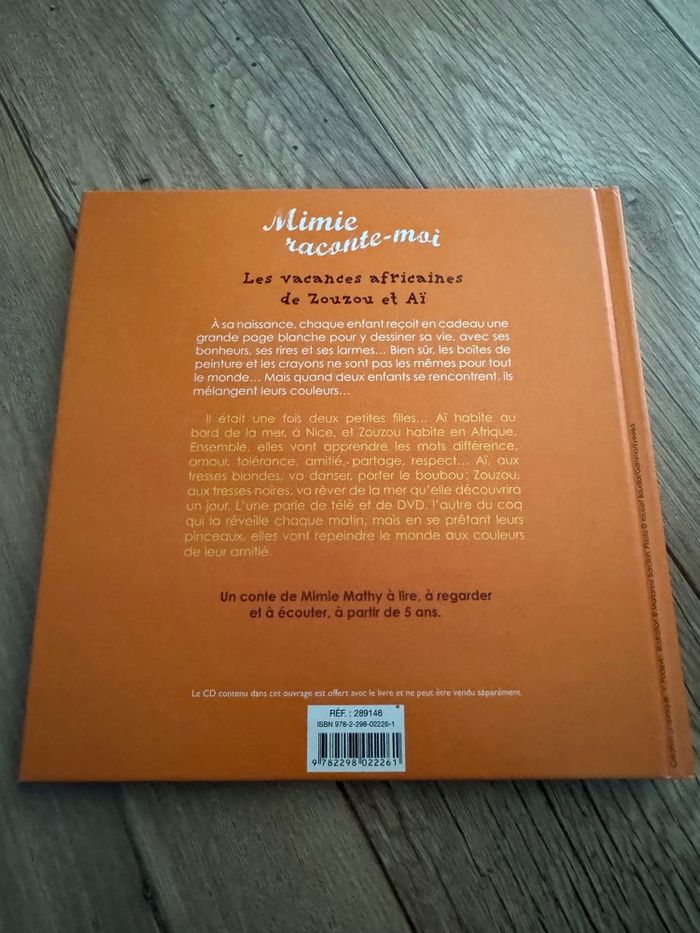 Mimie
raconte-moi
Les vacances africaines
de Zouzou et Aï
À sa naissance, chaque enfant reçoit en cadeau une
grande page blanche pour y dessiner sa vie, avec ses
bonheurs, ses rires et ses larmes... Bien sûr, les boîtes de
peinture et les crayons ne sont pas les mêmes pour tout
le monde... Mais quand deux enfants se rencontrent, ils
mélangent leurs couleurs...
Il était une fois deux petites filles... Aï habite au
bord de la mer, à Nice, et Zouzou habite en Afrique.
Ensemble, elles vont apprendre les mots différence,
amour, tolérance, amitié, partage, respect... Aï, aux
tresses blondes, va danser, porter le boubou ; Zouzou,
aux tresses noires, va rêver de la mer qu'elle découvrira
un jour. L'une parle de télé et de DVD, l'autre du coq
qui la réveille chaque matin, mais en se prêtant leurs
pinceaux, elles vont repeindre le monde aux couleurs
de leur amitié.
Un conte de Mimie Mathy à lire, à regarder
et à écouter, à partir de 5 ans.
Le CD contenu dans cet ouvrage est offert avec le livre et ne peut être vendu séparément.
RÉF. : 289146
ISBN 978-2-298-02226-1
9 782298 022261
Illustration © Marianne Barcilon. Photo ©